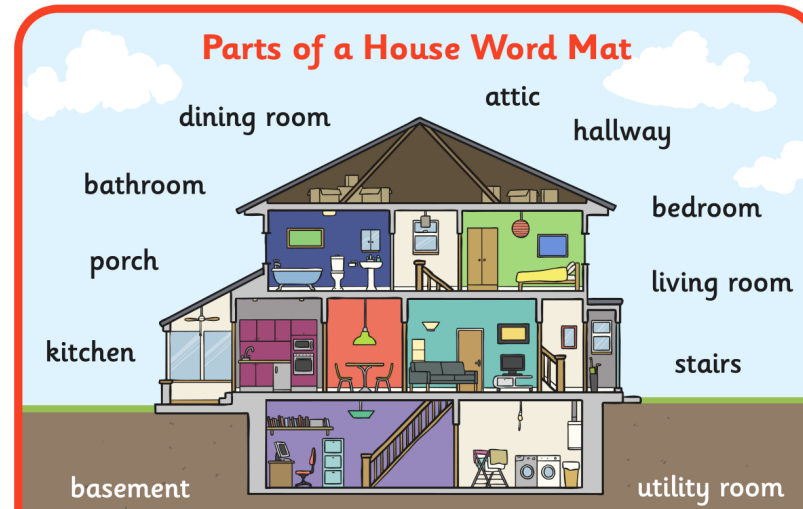 Parts of a House Word Mat
attic
dining room
hallway
bathroom
bedroom
porch
living room
kitchen
stairs
basement
utility room